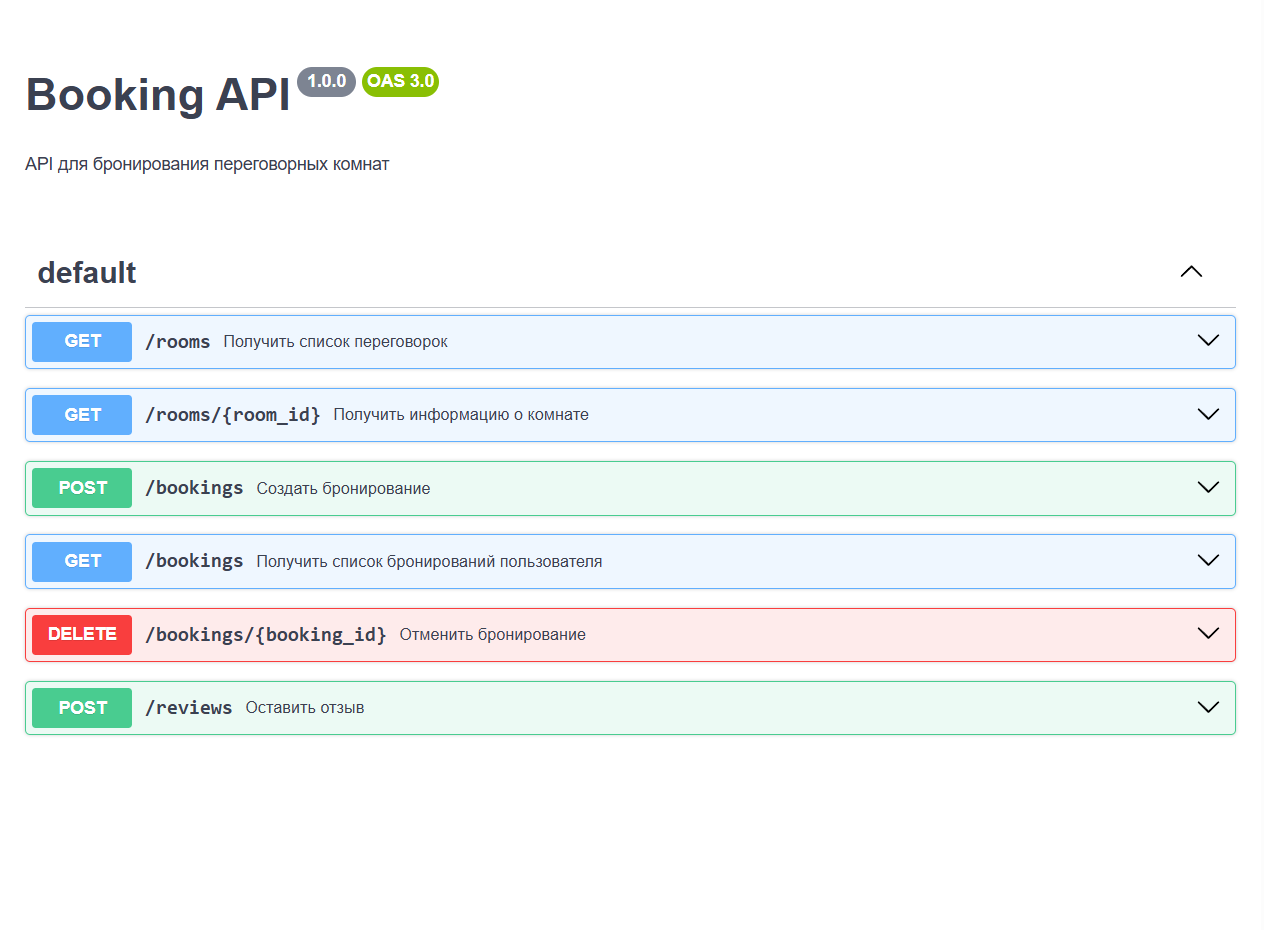 Booking API 1.0.0 OAS 3.0
API для бронирования переговорных комнат
default
GET /rooms Получить список переговорок
GET /rooms/{room_id} Получить информацию о комнате
POST /bookings Создать бронирование
GET /bookings Получить список бронирований пользователя
DELETE /bookings/{booking_id} Отменить бронирование
POST /reviews Оставить отзыв